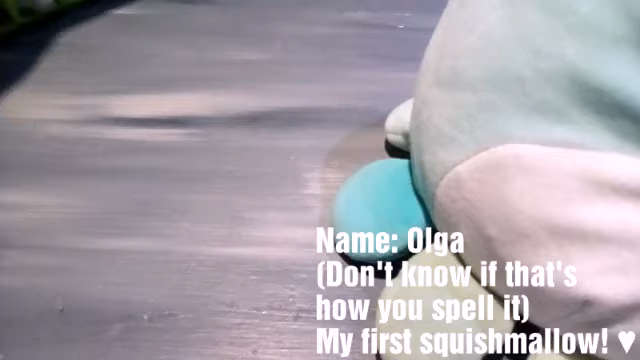 Name: Olga
(Don't know if that's
how you spell it)
My first squishmallow! ♥